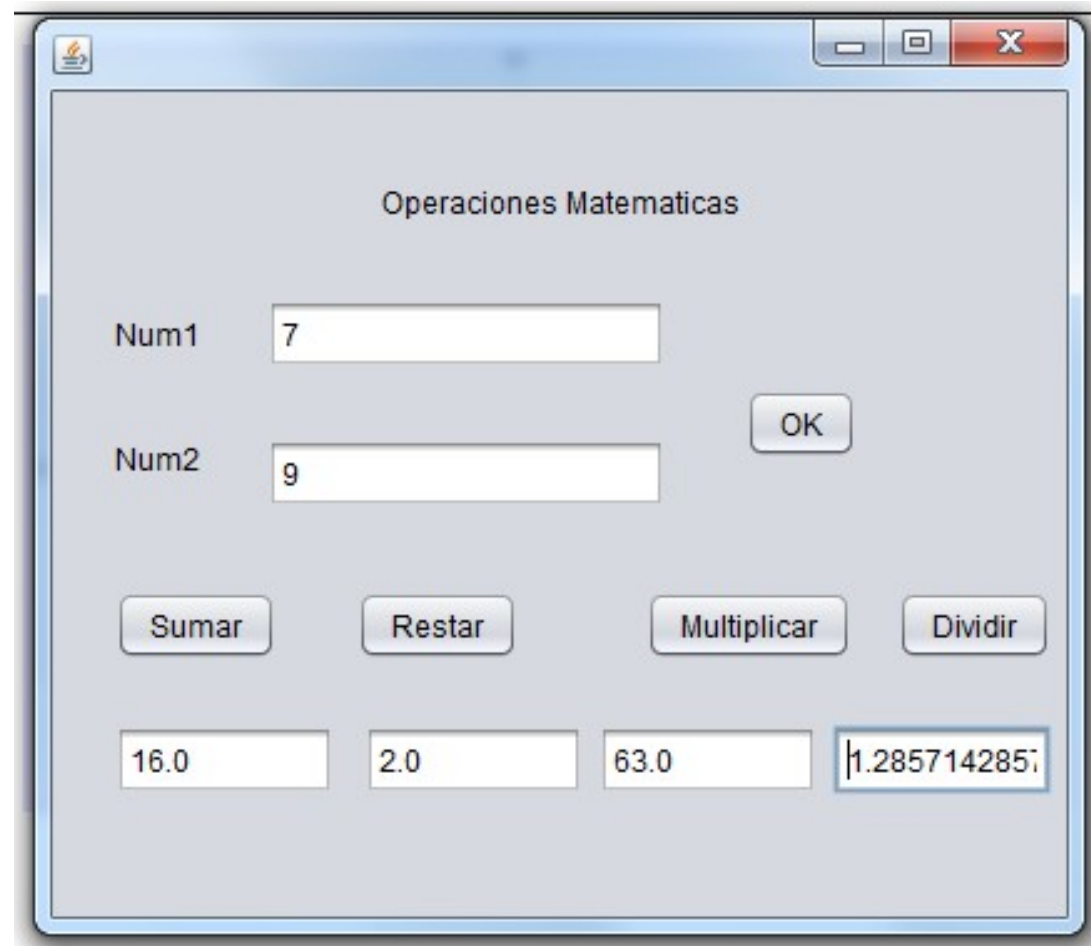 Operaciones Matematicas
Num1
7
OK
Num2
9
Sumar
Restar
Multiplicar
Dividir
16.0
2.0
63.0
1.2857142857